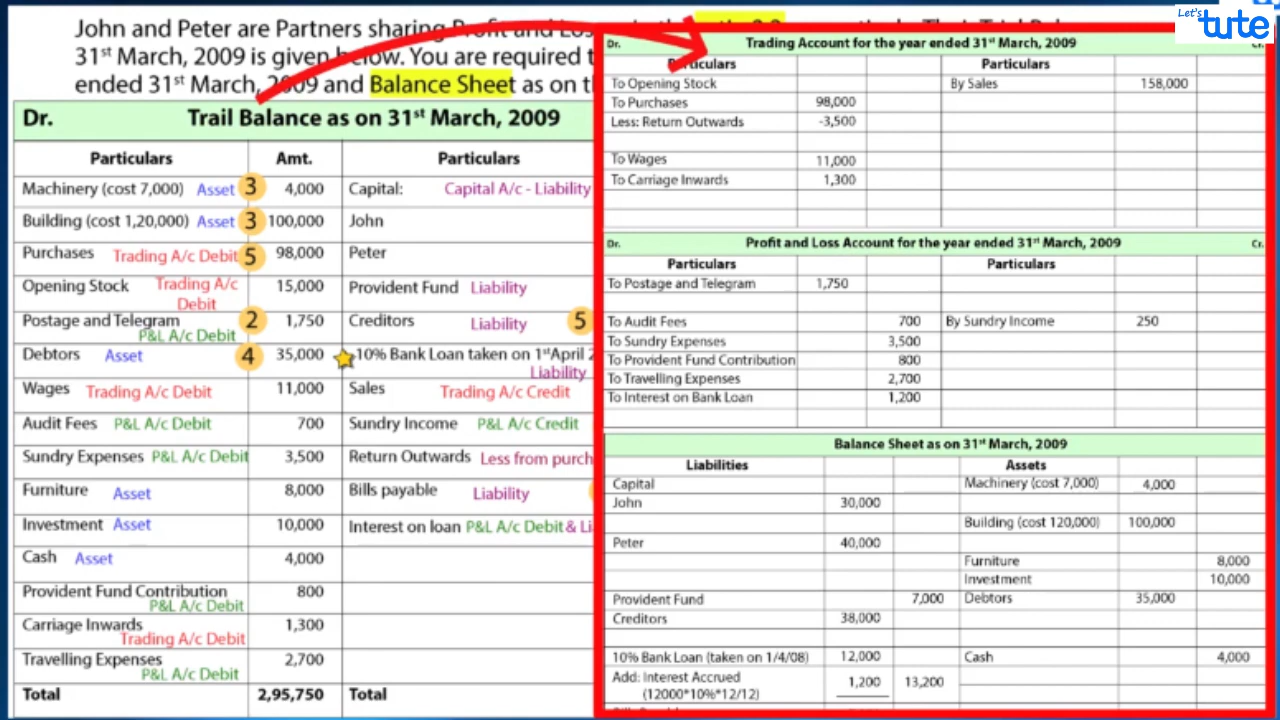 John and Peter are Partners sharing Profit and Loss
31st March, 2009 is given below. You are required t
ended 31st March, 2009 and Balance Sheet as on th
Let's
tute
Dr. Trail Balance as on 31st March, 2009
Particulars Amt. Particulars
Machinery (cost 7,000) Asset 3 4,000 Capital: Capital A/c - Liability
Building (cost 1,20,000) Asset 3 100,000 John
Purchases Trading A/c Debit 5 98,000 Peter
Opening Stock Trading A/c Debit 15,000 Provident Fund Liability
Postage and Telegram P&L A/c Debit 2 1,750 Creditors Liability 5
Debtors Asset 4 35,000 10% Bank Loan taken on 1st April 2 Liability
Wages Trading A/c Debit 11,000 Sales Trading A/c Credit
Audit Fees P&L A/c Debit 700 Sundry Income P&L A/c Credit
Sundry Expenses P&L A/c Debit 3,500 Return Outwards Less from purch
Furniture Asset 8,000 Bills payable Liability
Investment Asset 10,000 Interest on loan P&L A/c Debit & Li
Cash Asset 4,000
Provident Fund Contribution P&L A/c Debit 800
Carriage Inwards Trading A/c Debit 1,300
Travelling Expenses P&L A/c Debit 2,700
Total 2,95,750 Total
Dr. Trading Account for the year ended 31st March, 2009 Cr.
Particulars Particulars
To Opening Stock By Sales 158,000
To Purchases 98,000
Less: Return Outwards -3,500
To Wages 11,000
To Carriage Inwards 1,300
Dr. Profit and Loss Account for the year ended 31st March, 2009 Cr.
Particulars Particulars
To Postage and Telegram 1,750
To Audit Fees 700 By Sundry Income 250
To Sundry Expenses 3,500
To Provident Fund Contribution 800
To Travelling Expenses 2,700
To Interest on Bank Loan 1,200
Balance Sheet as on 31st March, 2009
Liabilities Assets
Capital Machinery (cost 7,000) 4,000
John 30,000
Building (cost 120,000) 100,000
Peter 40,000
Furniture 8,000
Investment 10,000
Provident Fund 7,000 Debtors 35,000
Creditors 38,000
10% Bank Loan (taken on 1/4/08) 12,000 Cash 4,000
Add: Interest Accrued 1,200 13,200
(12000*10%*12/12)